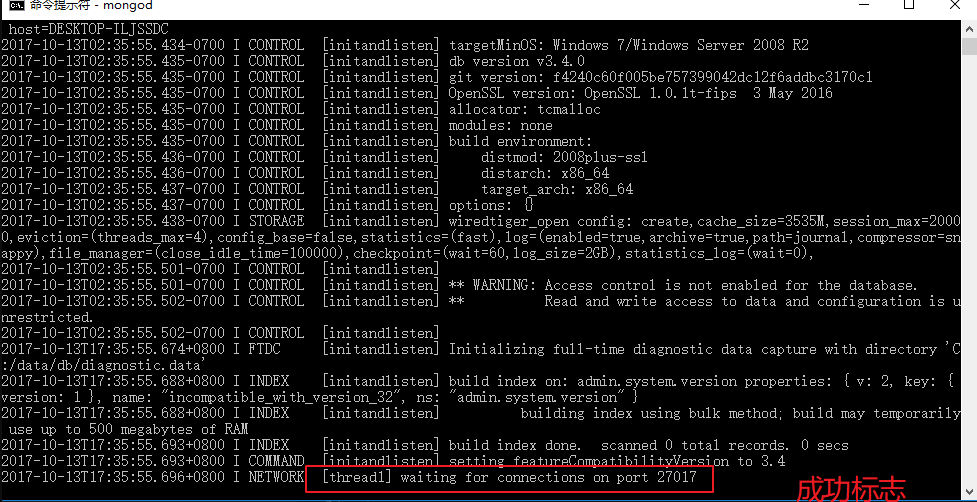 命令提示符 - mongod
host=DESKTOP-ILJSSDC
2017-10-13T02:35:55.434-0700 I CONTROL  [initandlisten] targetMinOS: Windows 7/Windows Server 2008 R2
2017-10-13T02:35:55.435-0700 I CONTROL  [initandlisten] db version v3.4.0
2017-10-13T02:35:55.435-0700 I CONTROL  [initandlisten] git version: f4240c60f005be757399042dc12f6addbc3170c1
2017-10-13T02:35:55.435-0700 I CONTROL  [initandlisten] OpenSSL version: OpenSSL 1.0.1t-fips  3 May 2016
2017-10-13T02:35:55.435-0700 I CONTROL  [initandlisten] allocator: tcmalloc
2017-10-13T02:35:55.435-0700 I CONTROL  [initandlisten] modules: none
2017-10-13T02:35:55.435-0700 I CONTROL  [initandlisten] build environment:
2017-10-13T02:35:55.436-0700 I CONTROL  [initandlisten]     distmod: 2008plus-ssl
2017-10-13T02:35:55.436-0700 I CONTROL  [initandlisten]     distarch: x86_64
2017-10-13T02:35:55.437-0700 I CONTROL  [initandlisten]     target_arch: x86_64
2017-10-13T02:35:55.437-0700 I CONTROL  [initandlisten] options: {}
2017-10-13T02:35:55.438-0700 I STORAGE  [initandlisten] wiredtiger_open config: create,cache_size=3535M,session_max=2000
0,eviction=(threads_max=4),config_base=false,statistics=(fast),log=(enabled=true,archive=true,path=journal,compressor=sn
appy),file_manager=(close_idle_time=100000),checkpoint=(wait=60,log_size=2GB),statistics_log=(wait=0),
2017-10-13T02:35:55.501-0700 I CONTROL  [initandlisten]
2017-10-13T02:35:55.501-0700 I CONTROL  [initandlisten] ** WARNING: Access control is not enabled for the database.
2017-10-13T02:35:55.502-0700 I CONTROL  [initandlisten] **          Read and write access to data and configuration is u
nrestricted.
2017-10-13T02:35:55.502-0700 I CONTROL  [initandlisten]
2017-10-13T17:35:55.674+0800 I FTDC     [initandlisten] Initializing full-time diagnostic data capture with directory 'C
:/data/db/diagnostic.data'
2017-10-13T17:35:55.688+0800 I INDEX    [initandlisten] build index on: admin.system.version properties: { v: 2, key: {
version: 1 }, name: "incompatible_with_version_32", ns: "admin.system.version" }
2017-10-13T17:35:55.688+0800 I INDEX    [initandlisten]          building index using bulk method; build may temporarily
 use up to 500 megabytes of RAM
2017-10-13T17:35:55.693+0800 I INDEX    [initandlisten] build index done.  scanned 0 total records. 0 secs
2017-10-13T17:35:55.693+0800 I COMMAND  [initandlisten] setting featureCompatibilityVersion to 3.4
2017-10-13T17:35:55.696+0800 I NETWORK  [thread1] waiting for connections on port 27017
成功标志